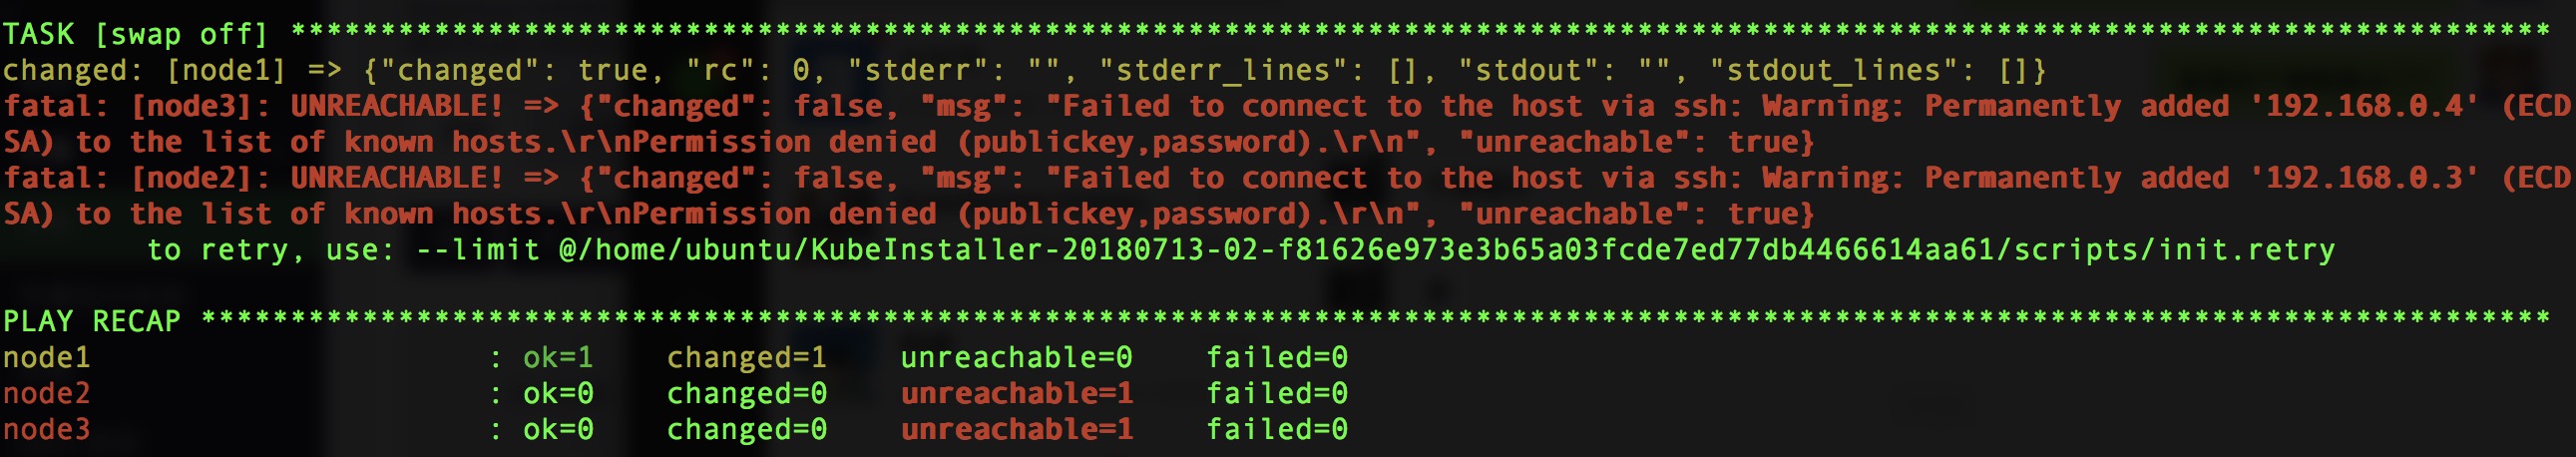 TASK [swap off] *****************************************************************************************************************************
changed: [node1] => {"changed": true, "rc": 0, "stderr": "", "stderr_lines": [], "stdout": "", "stdout_lines": []}
fatal: [node3]: UNREACHABLE! => {"changed": false, "msg": "Failed to connect to the host via ssh: Warning: Permanently added '192.168.0.4' (ECD
SA) to the list of known hosts.\r\nPermission denied (publickey,password).\r\n", "unreachable": true}
fatal: [node2]: UNREACHABLE! => {"changed": false, "msg": "Failed to connect to the host via ssh: Warning: Permanently added '192.168.0.3' (ECD
SA) to the list of known hosts.\r\nPermission denied (publickey,password).\r\n", "unreachable": true}
        to retry, use: --limit @/home/ubuntu/KubeInstaller-20180713-02-f81626e973e3b65a03fcde7ed77db4466614aa61/scripts/init.retry
PLAY RECAP **********************************************************************************************************************************
node1                      : ok=1    changed=1    unreachable=0    failed=0
node2                      : ok=0    changed=0    unreachable=1    failed=0
node3                      : ok=0    changed=0    unreachable=1    failed=0